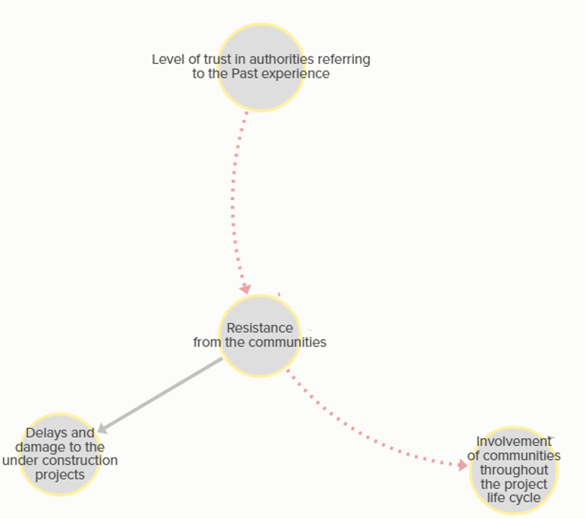 Level of trust in authorities referring
to the Past experience
Resistance
from the communities
Delays and
damage to the
under construction
projects
Involvement
of communities
throughout
the project
life cycle